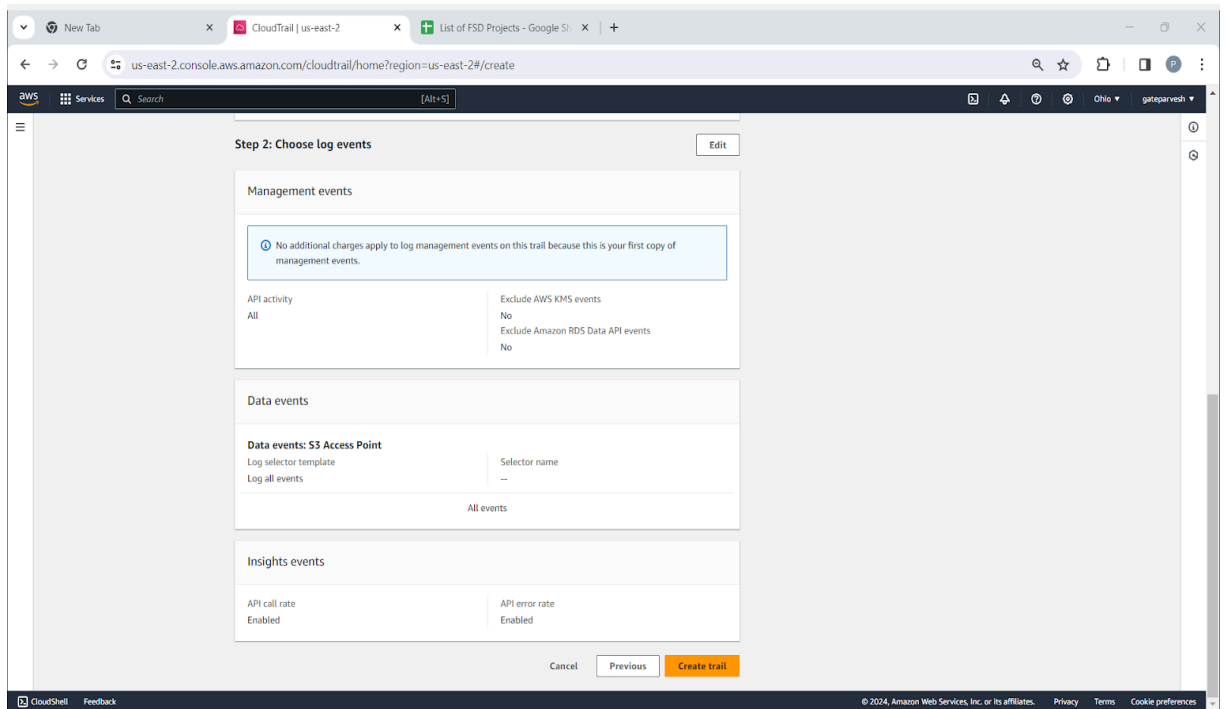 New Tab
CloudTrail | us-east-2
List of FSD Projects - Google Sh
us-east-2.console.aws.amazon.com/cloudtrail/home?region=us-east-2#/create
P
aws
Services
Search
[Alt+S]
Ohio
gateparvesh
Step 2: Choose log events
Edit
Management events
No additional charges apply to log management events on this trail because this is your first copy of
management events.
API activity
All
Exclude AWS KMS events
No
Exclude Amazon RDS Data API events
No
Data events
Data events: S3 Access Point
Log selector template
Log all events
Selector name
--
All events
Insights events
API call rate
Enabled
API error rate
Enabled
Cancel
Previous
Create trail
CloudShell
Feedback
© 2024, Amazon Web Services, Inc. or its affiliates.
Privacy
Terms
Cookie preferences